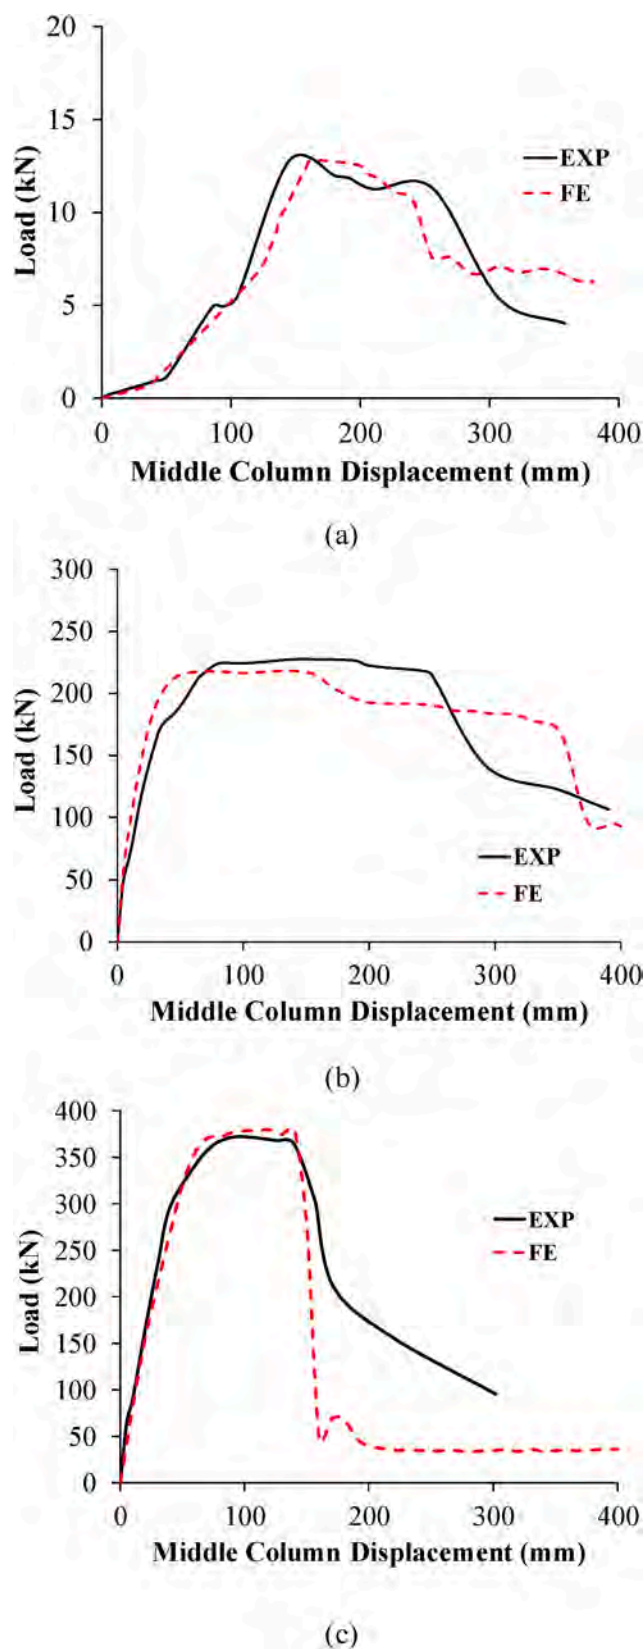 20
15
10
5
0
Load (kN)
EXP
FE
0 100 200 300 400
Middle Column Displacement (mm)
(a)
300
250
200
150
100
50
0
Load (kN)
EXP
FE
0 100 200 300 400
Middle Column Displacement (mm)
(b)
400
350
300
250
200
150
100
50
0
Load (kN)
EXP
FE
0 100 200 300 400
Middle Column Displacement (mm)
(c)